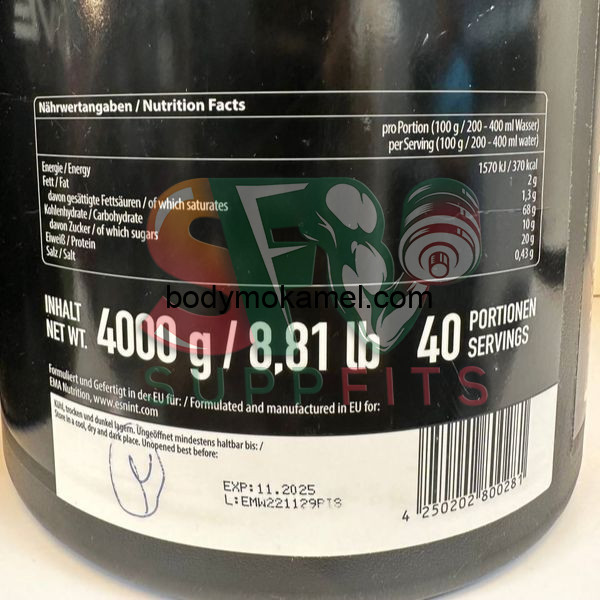 EM
Nährwertangaben / Nutrition Facts
pro Portion (100 g / 200 - 400 ml Wasser)
per Serving (100 g / 200 - 400 ml water)
Energie / Energy 1570 kJ / 370 kcal
Fett / Fat 2 g
davon gesättigte Fettsäuren / of which saturates 1,3 g
Kohlenhydrate / Carbohydrate 68 g
davon Zucker / of which sugars 10 g
Eiweiß / Protein 20 g
Salz / Salt 0,43 g
bodymokamel.com
INHALT
NET WT. 4000 g / 8,81 lb 40 PORTIONEN
SERVINGS
SUPPFITS
Formuliert und Gefertigt in der EU für: / Formulated and manufactured in EU for:
EMA Nutrition, www.esnint.com
Kühl, trocken und dunkel lagern. Ungeöffnet mindestens haltbar bis: /
Store in a cool, dry and dark place. Unopened best before:
EXP:11.2025
L:EMW221129PTS
4 250202 800281